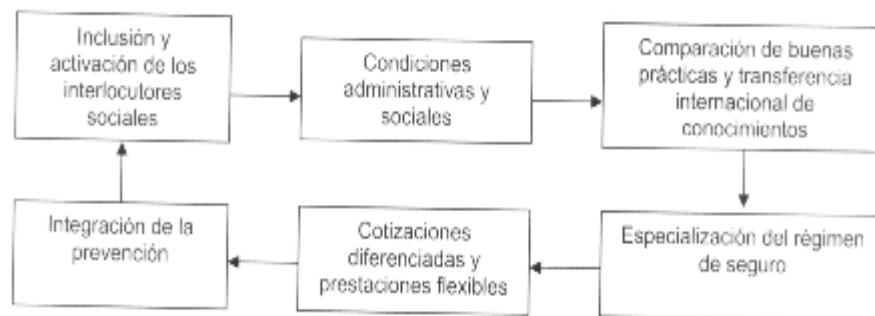 Inclusión y
activación de los
interlocutores
sociales
Condiciones
administrativas y
sociales
Comparación de buenas
prácticas y transferencia
internacional de
conocimientos
Integración de la
prevención
Cotizaciones
diferenciadas y
prestaciones flexibles
Especialización del régimen
de seguro